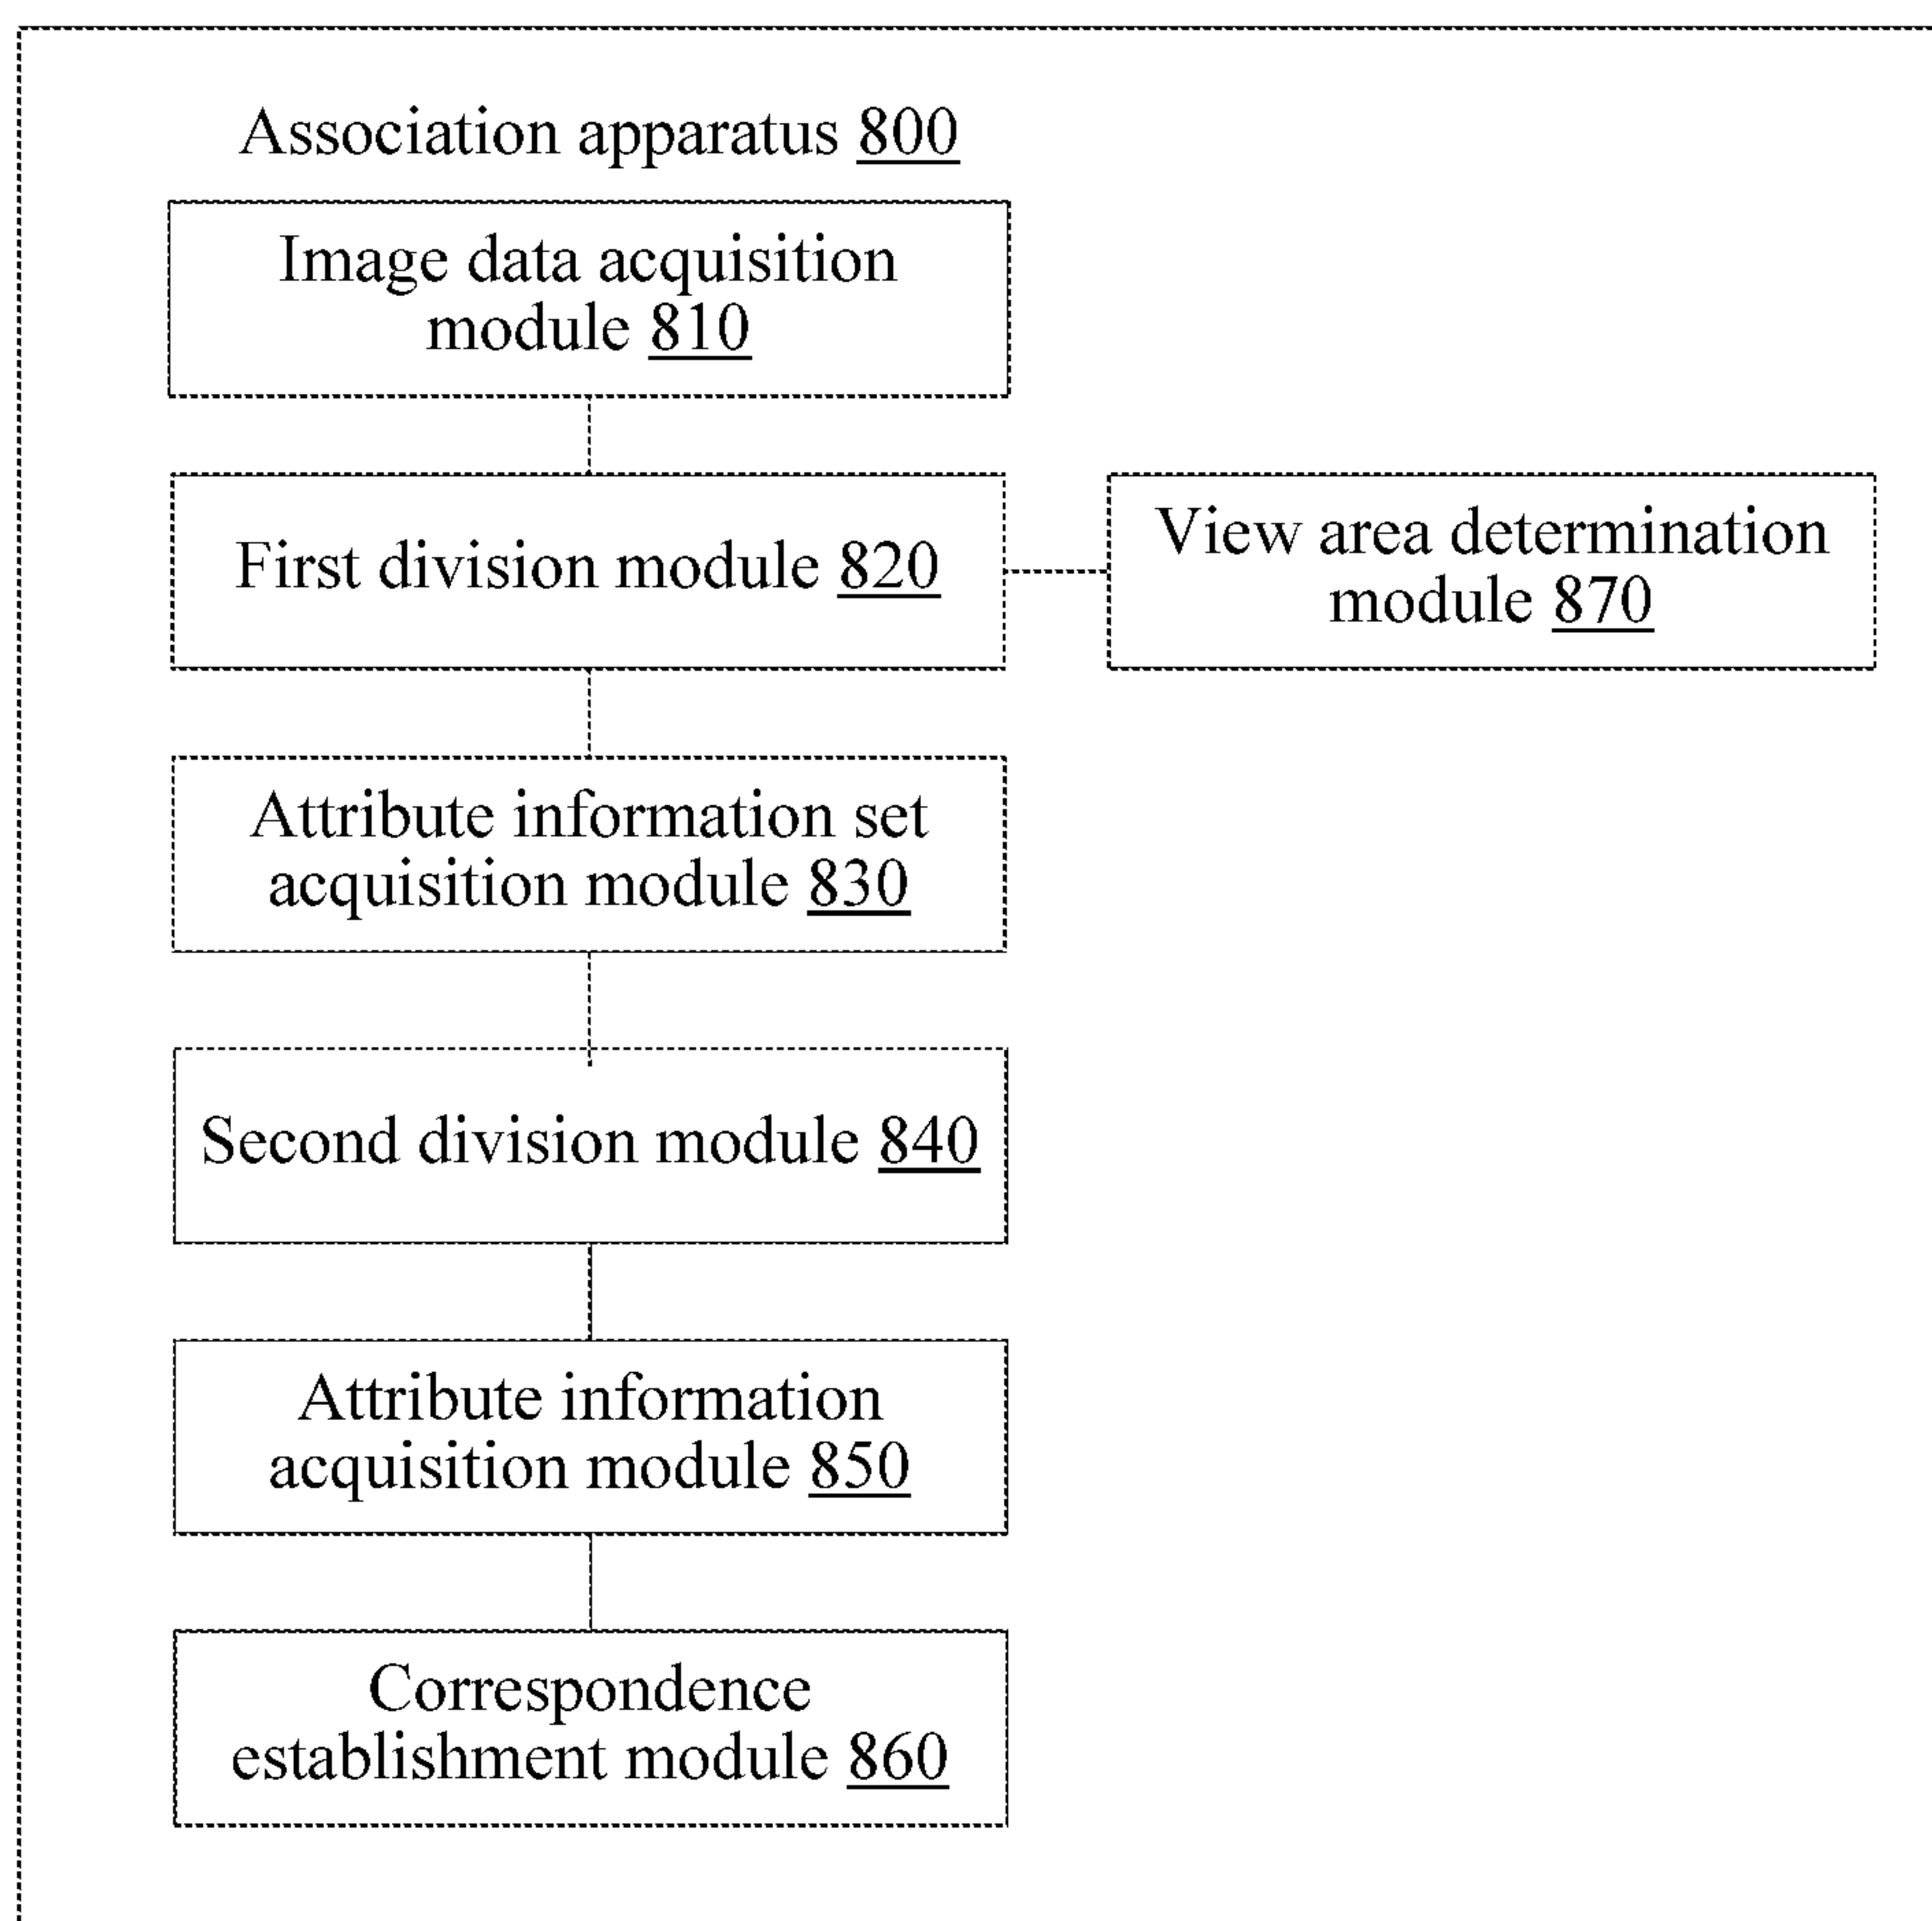 Association apparatus 800
Image data acquisition
module 810
First division module 820
View area determination
module 870
Attribute information set
acquisition module 830
Second division module 840
Attribute information
acquisition module 850
Correspondence
establishment module 860